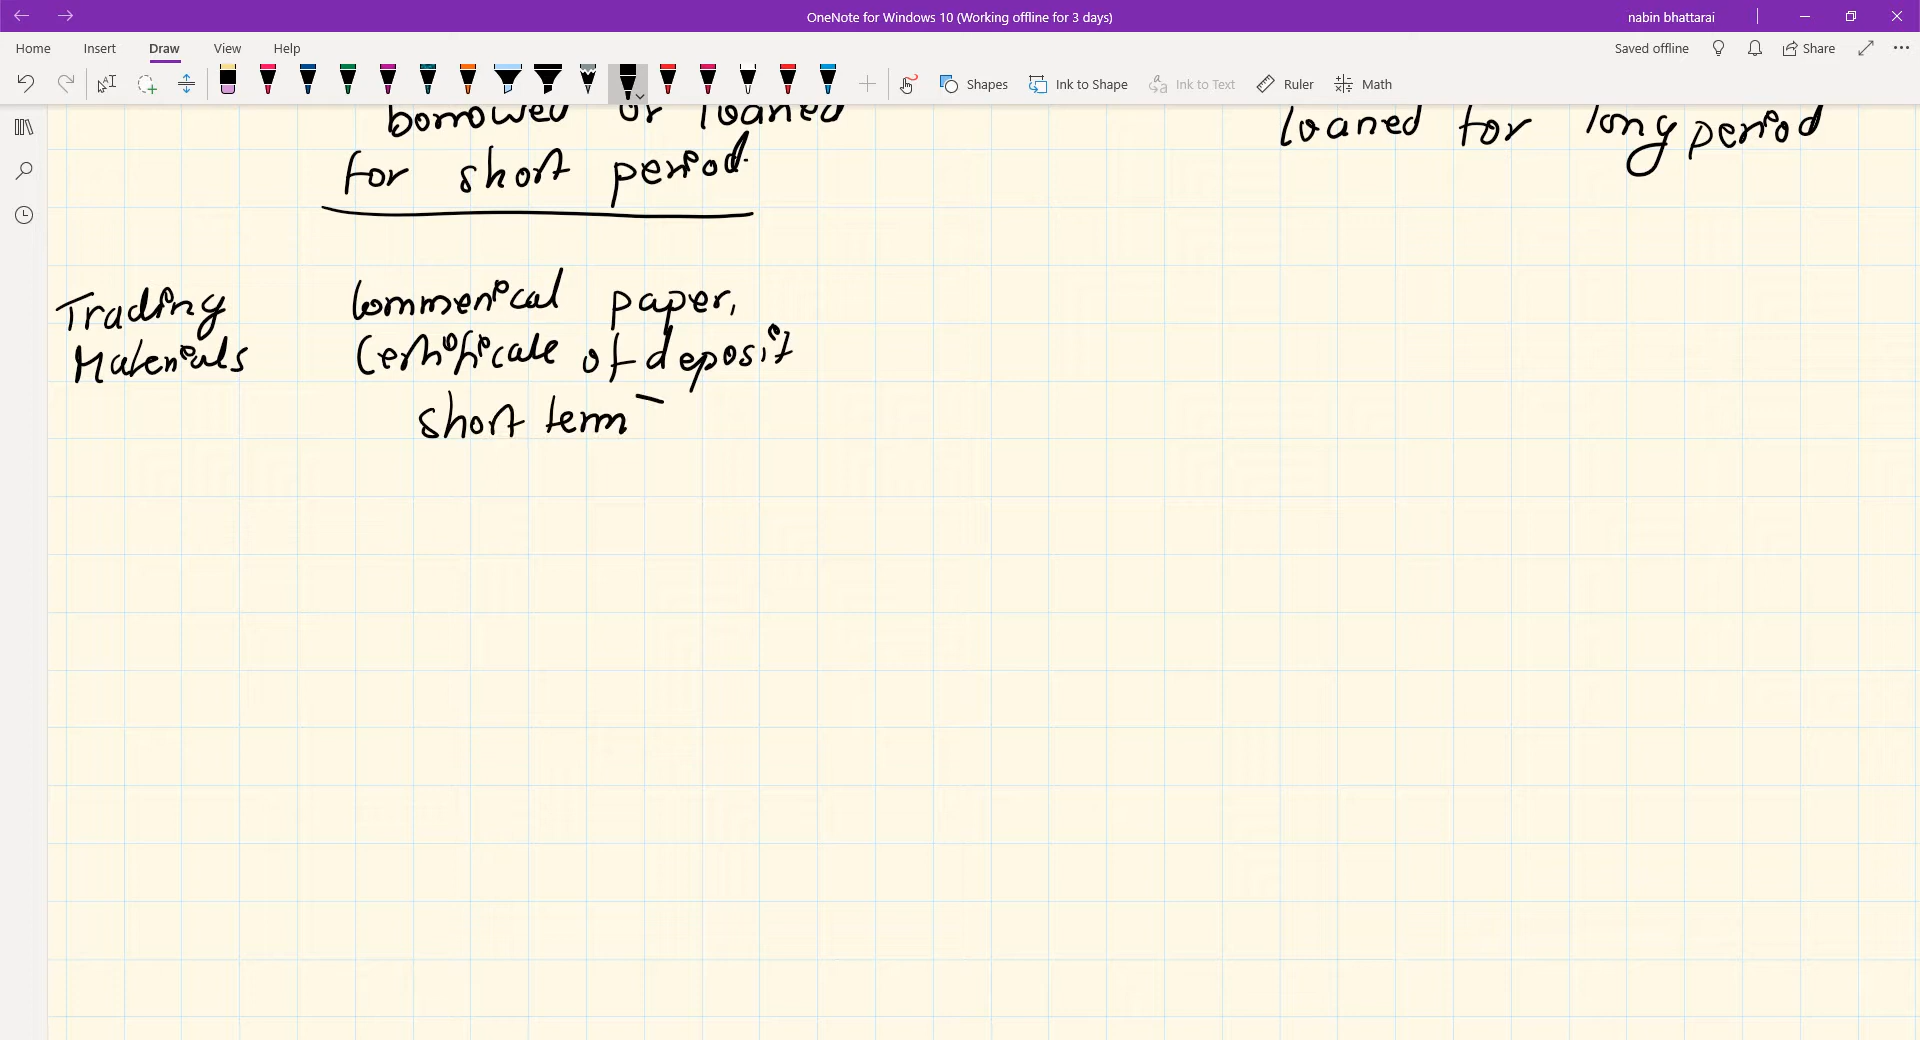 OneNote for Windows 10 (Working offline for 3 days)
nabin bhattarai
Home Insert Draw View Help
Saved offline
Share
Shapes
Ink to Shape
Ink to Text
Ruler
Math
borrowed or loaned
for short period.
loaned for long period
Trading
Materials
Commerical paper,
Certificate of deposit
short term